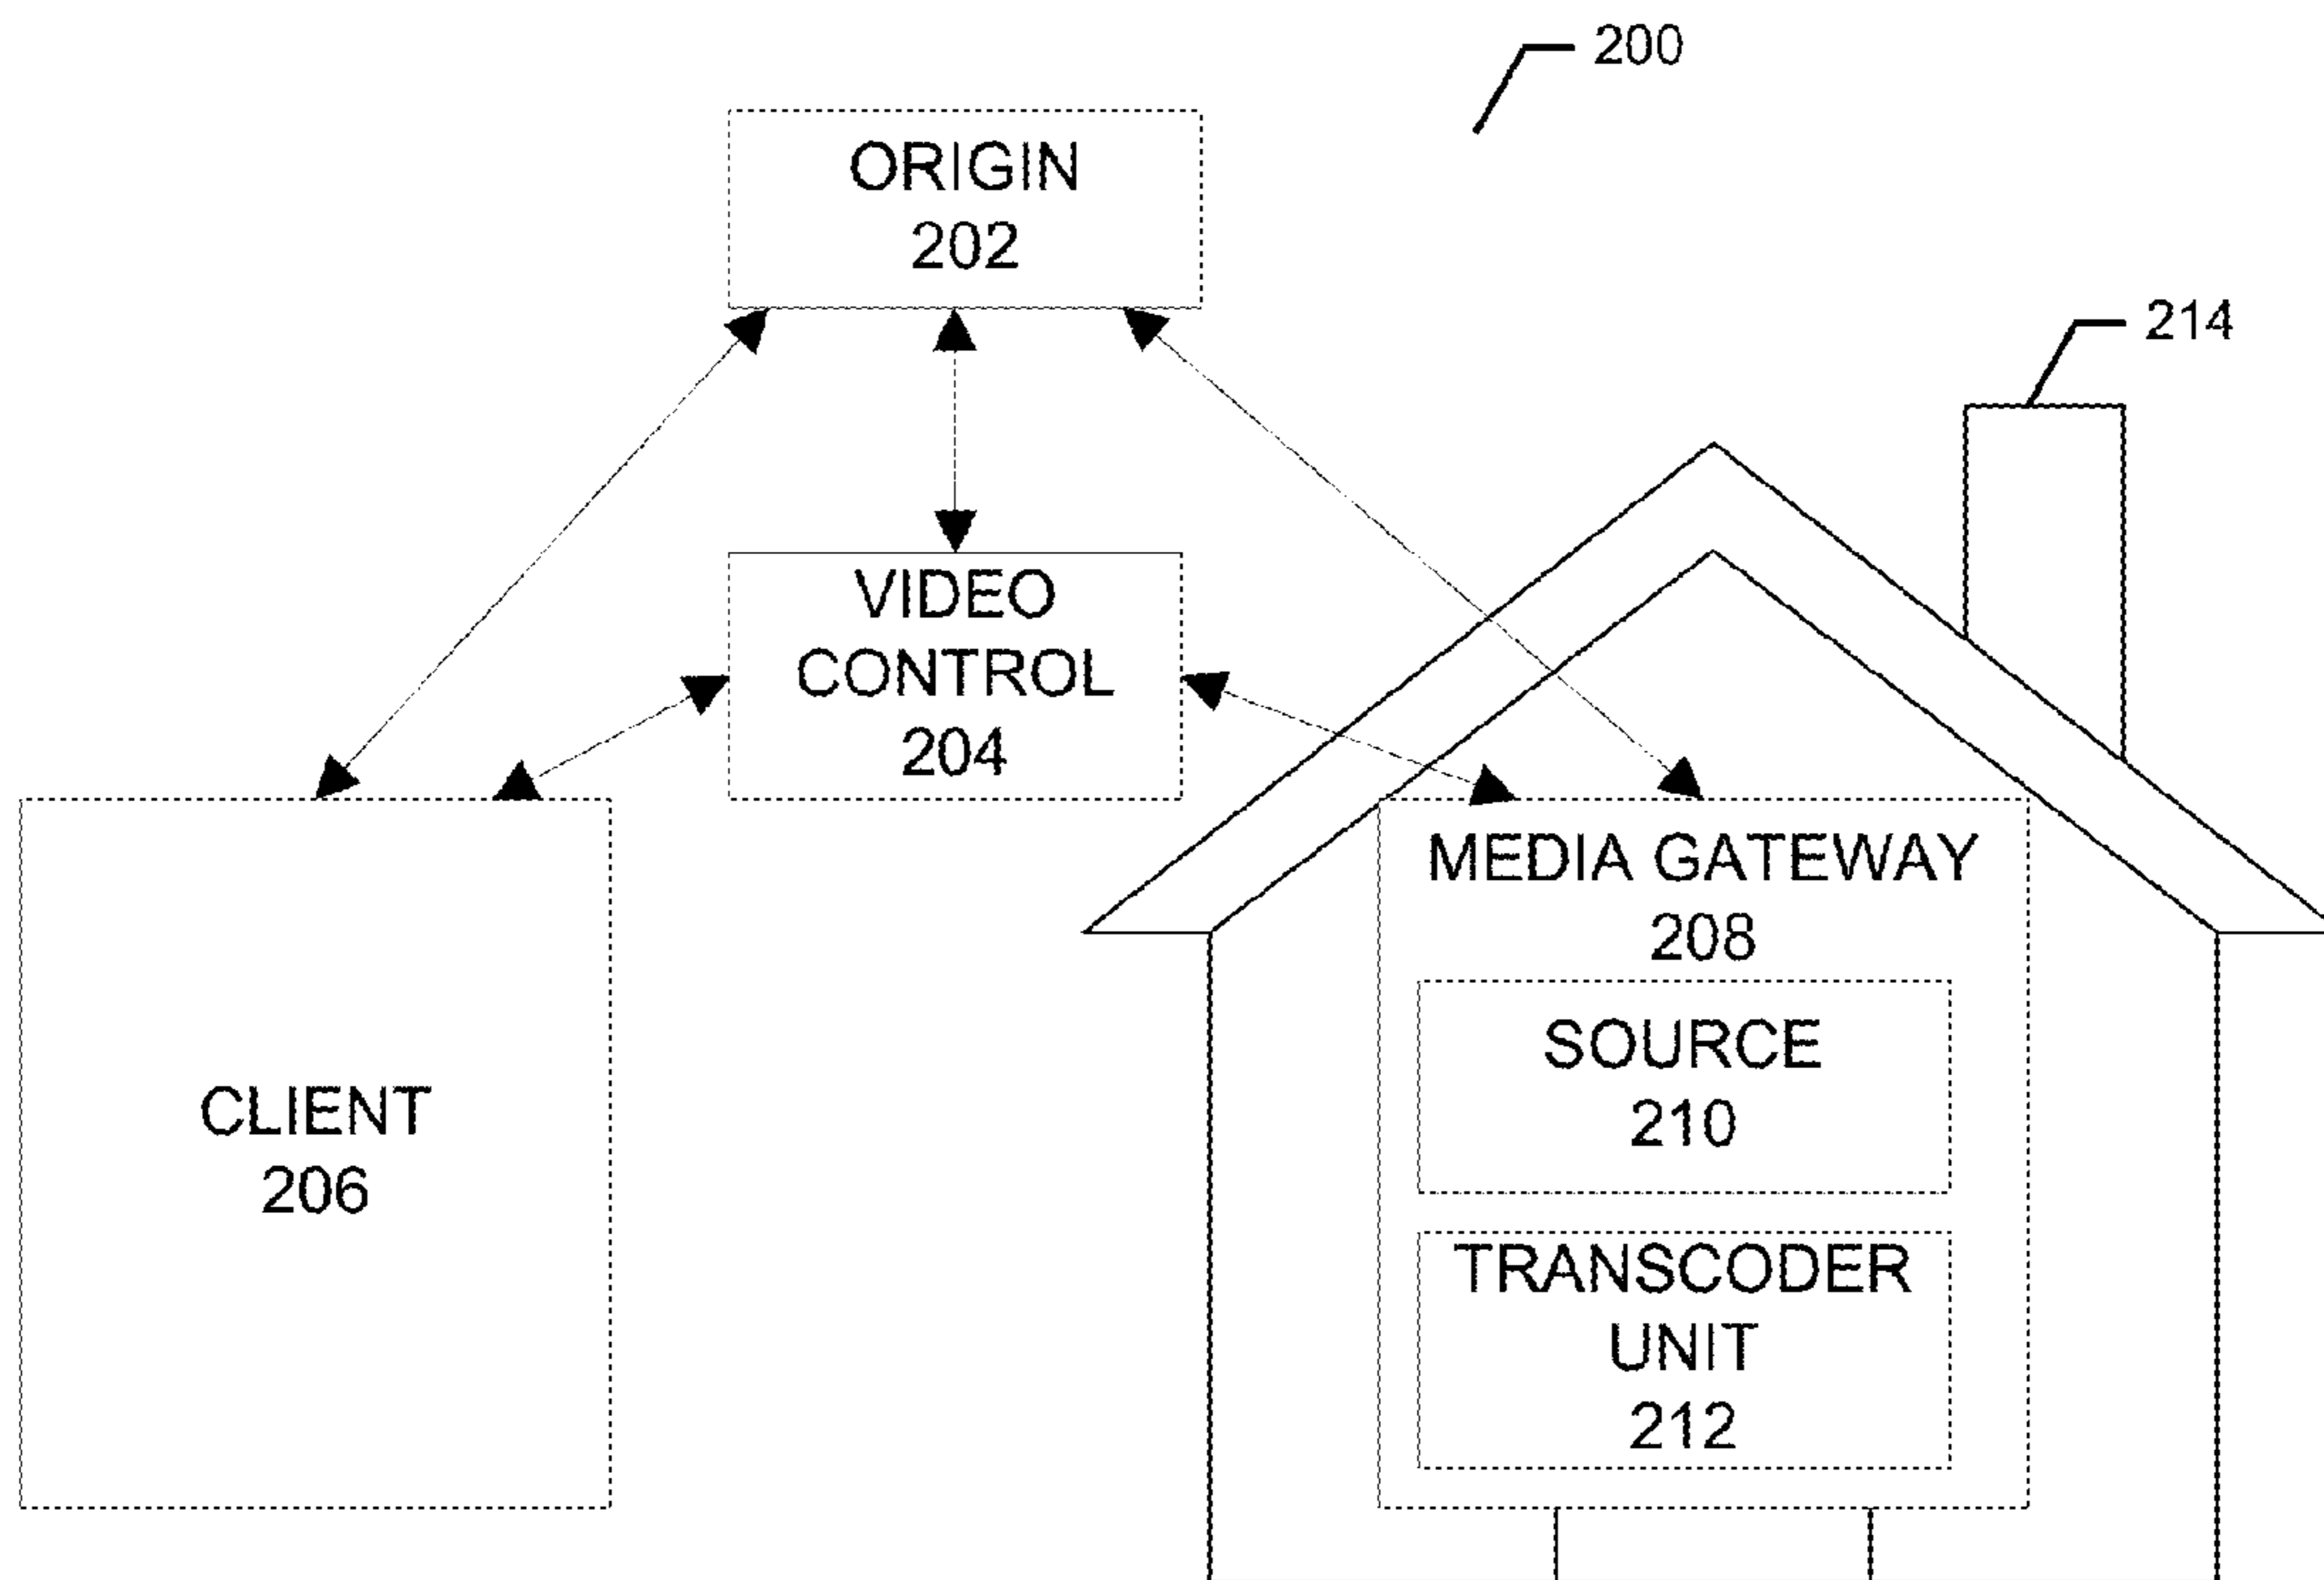 200
ORIGIN
202
214
VIDEO
CONTROL
204
MEDIA GATEWAY
208
SOURCE
210
CLIENT
206
TRANSCODER
UNIT
212